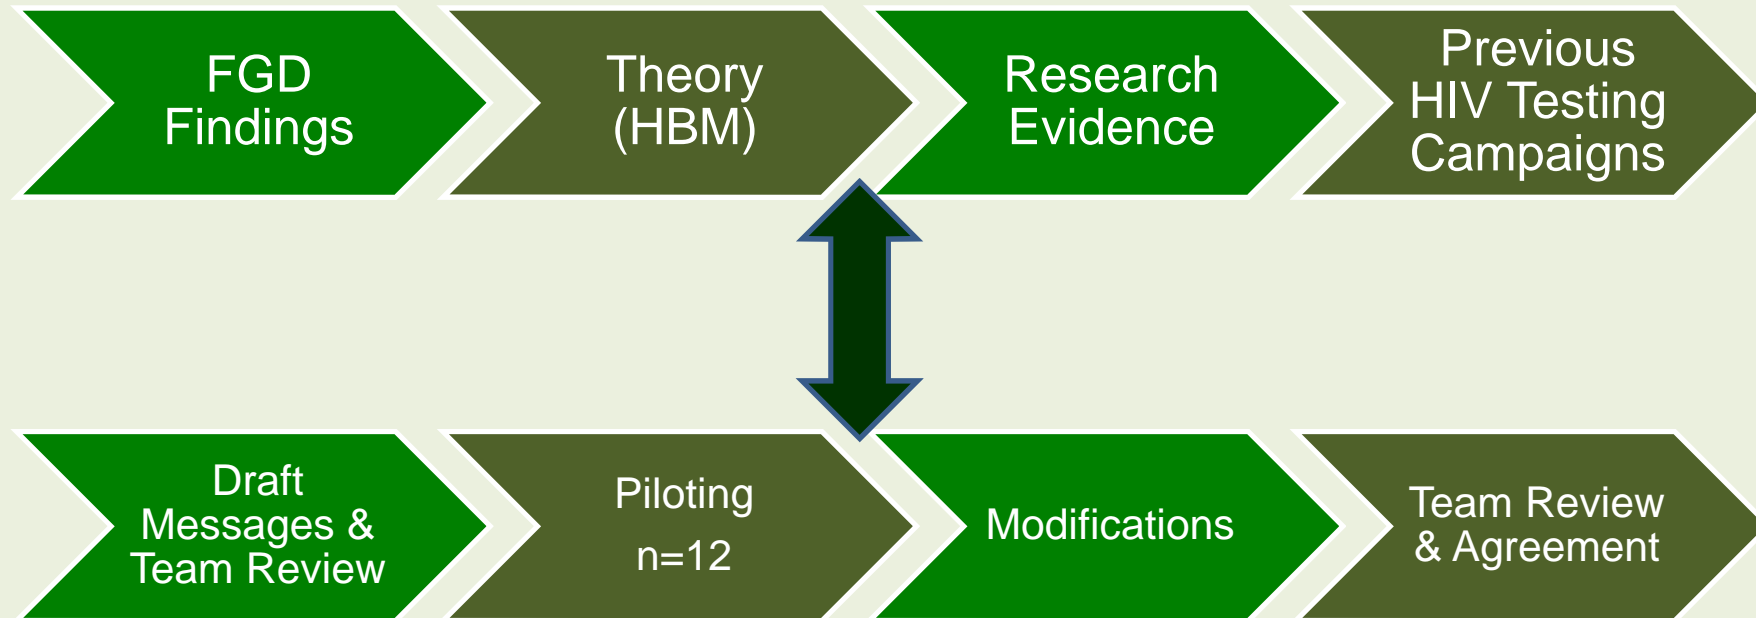 FGD
Findings
Theory
(HBM)
Research
Evidence
Previous
HIV Testing
Campaigns
Draft
Messages &
Team Review
Piloting
n=12
Modifications
Team Review
& Agreement